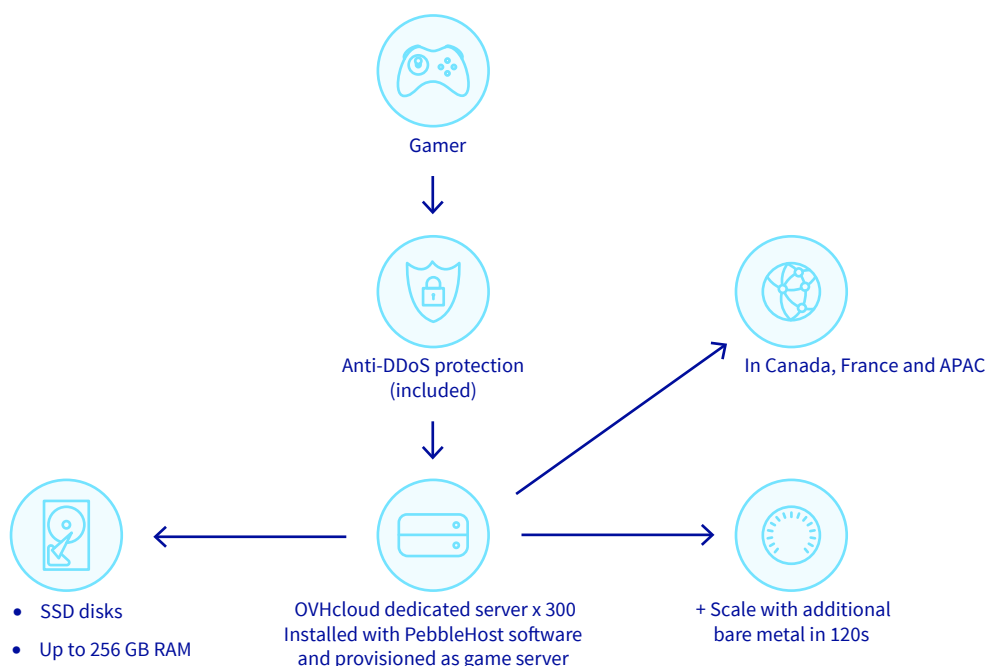 Gamer
Anti-DDoS protection
(included)
In Canada, France and APAC
• SSD disks
• Up to 256 GB RAM
OVHcloud dedicated server x 300
Installed with PebbleHost software
and provisioned as game server
+ Scale with additional
bare metal in 120s